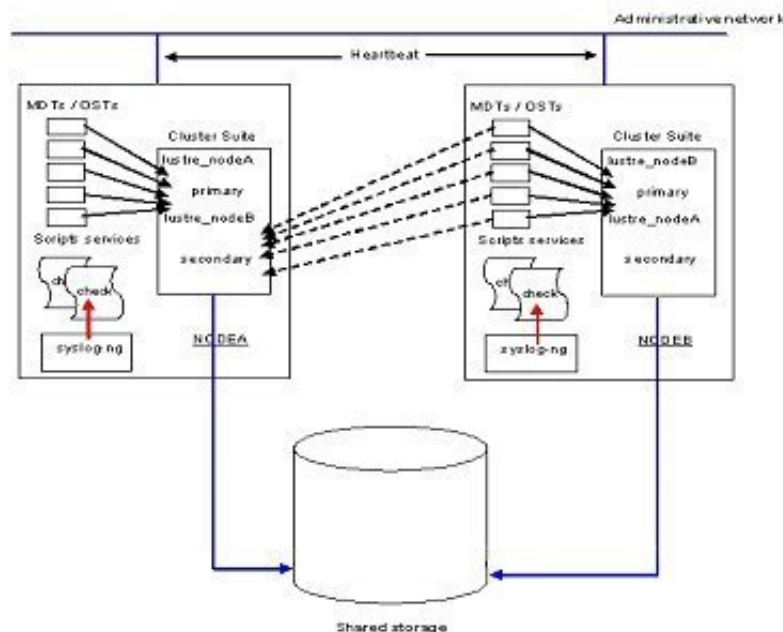 Administrative network
Heartbeat
MDTs / OSTs
Cluster Suite
lustre_nodeA
primary
lustre_nodeB
secondary
Scripts services
check
syslog-ng
NODEA
MDTs / OSTs
Cluster Suite
lustre_nodeB
primary
lustre_nodeA
secondary
Scripts services
check
syslog-ng
NODEB
Shared storage